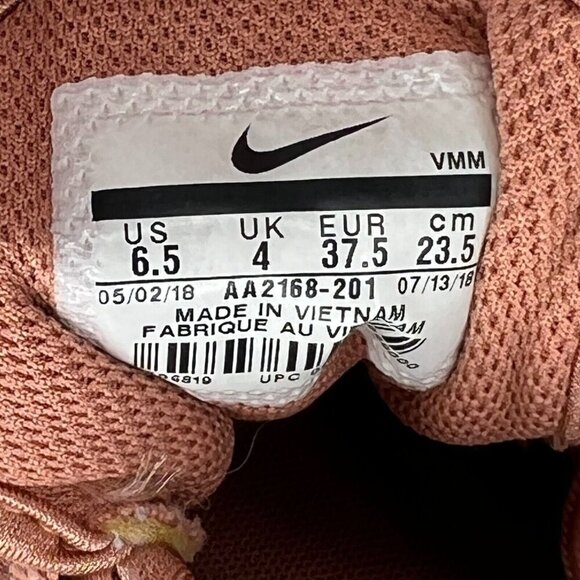 VMM
US UK EUR cm
6.5 4 37.5 23.5
05/02/18 AA2168-201 07/13/18
MADE IN VIETNAM
FABRIQUE AU VIETNAM
UPC